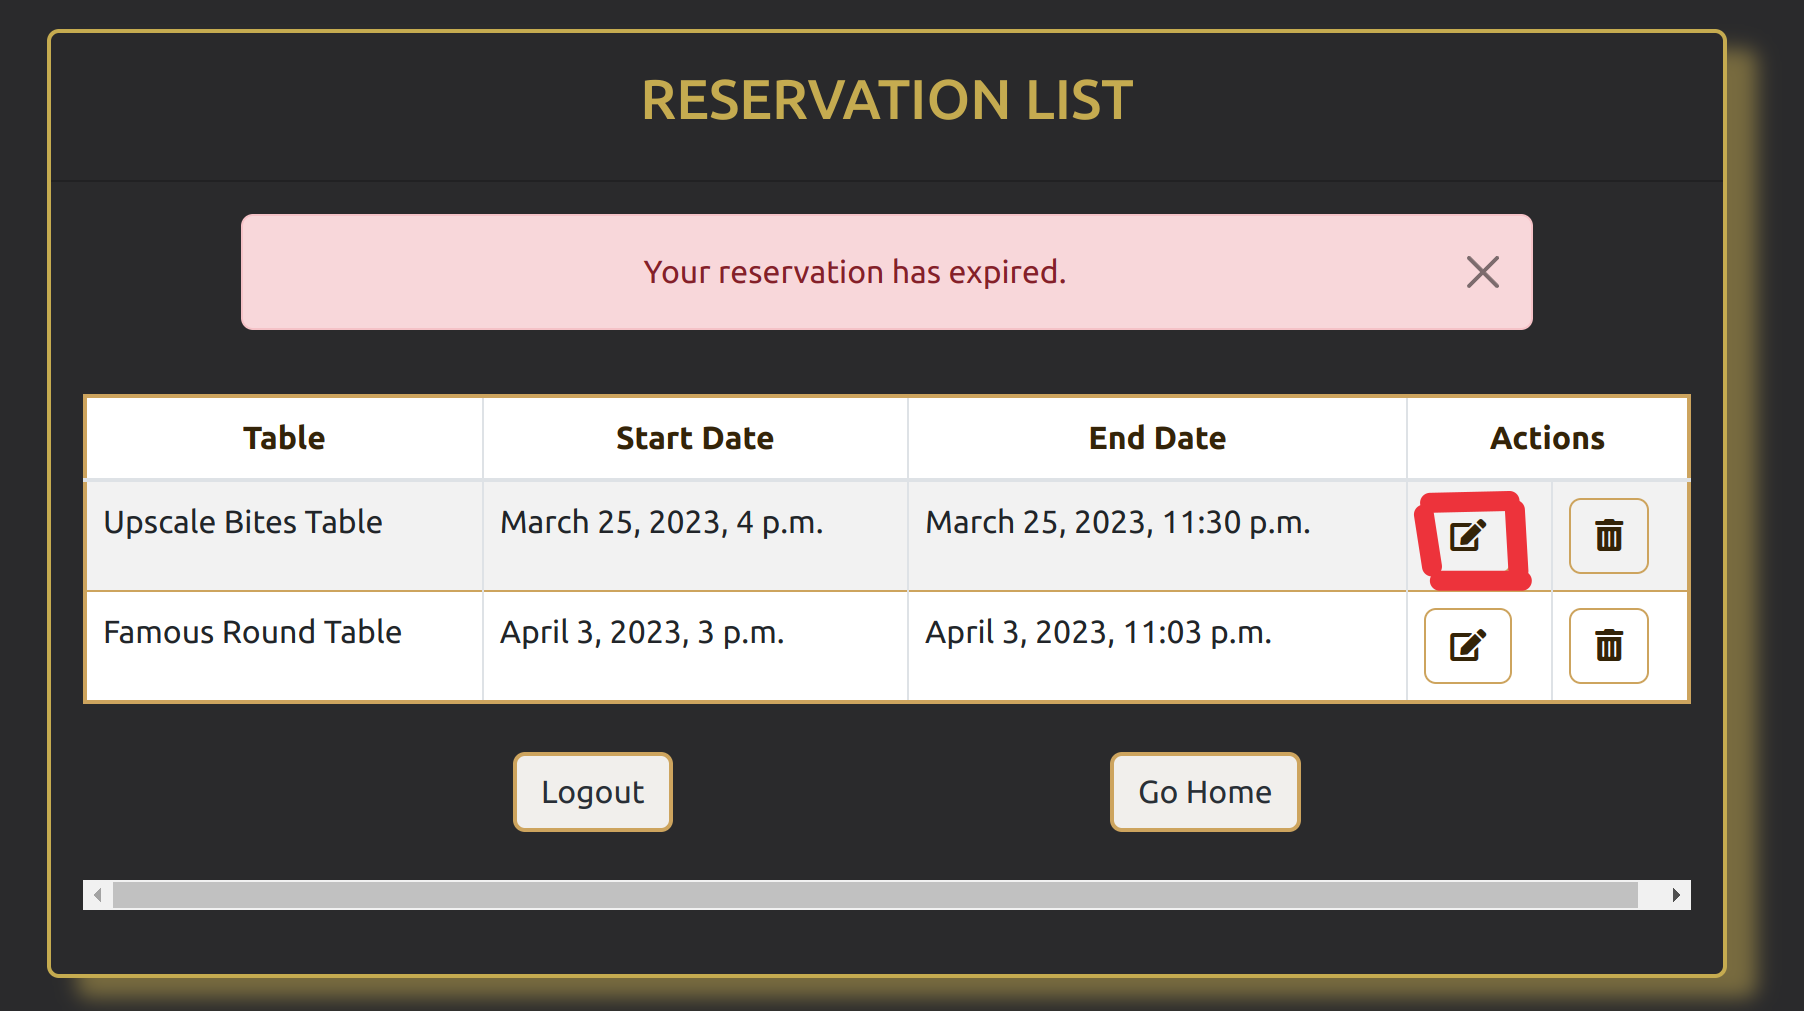 RESERVATION LIST
Your reservation has expired.
Table Start Date End Date Actions
Upscale Bites Table March 25, 2023, 4 p.m. March 25, 2023, 11:30 p.m.
Famous Round Table April 3, 2023, 3 p.m. April 3, 2023, 11:03 p.m.
Logout Go Home